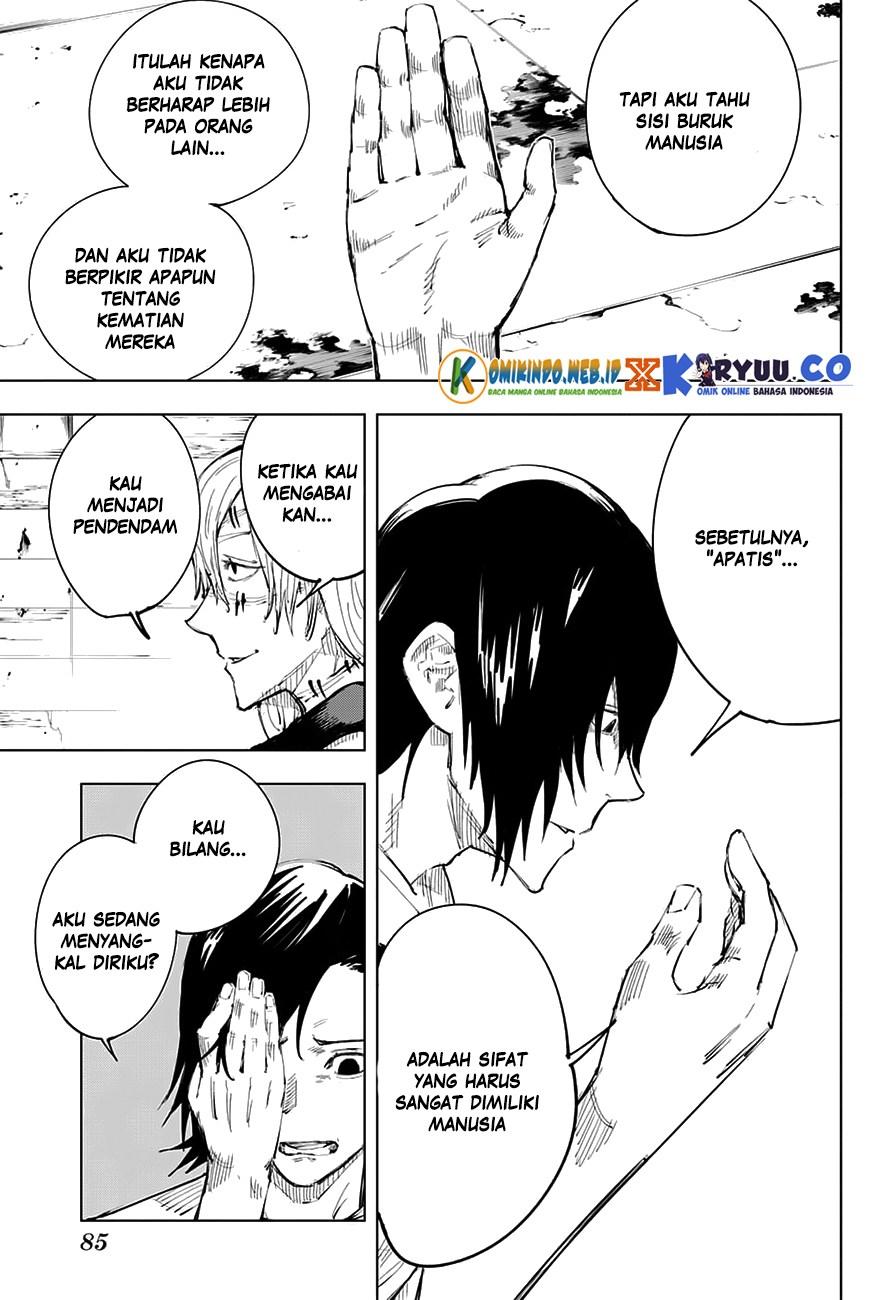 TAPI AKU TAHU
SISI BURUK
MANUSIA
ITULAH KENAPA
AKU TIDAK
BERHARAP LEBIH
PADA ORANG
LAIN...
DAN AKU TIDAK
BERPIKIR APAPUN
TENTANG
KEMATIAN
MEREKA
K OMIKINDO.WEB.ID X KIRYUU.CO
BACA MANGA ONLINE BAHASA INDONESIA
OMIK ONLINE BAHASA INDONESIA
SEBETULNYA,
"APATIS"...
ADALAH SIFAT
YANG HARUS
SANGAT DIMILIKI
MANUSIA
KETIKA KAU
MENGABAI
KAN...
KAU
MENJADI
PENDENDAM
KAU
BILANG...
AKU SEDANG
MENYANG-
KAL DIRIKU?
85